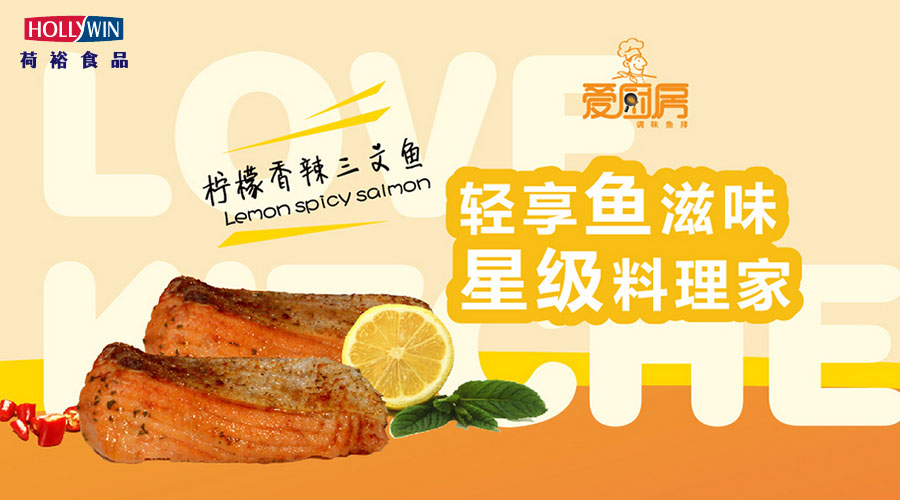 HOLLYWIN
荷裕食品
LOVE
KITCHE
爱厨房
调味鱼排
柠檬香辣三文鱼
Lemon spicy salmon
轻享鱼滋味
星级料理家